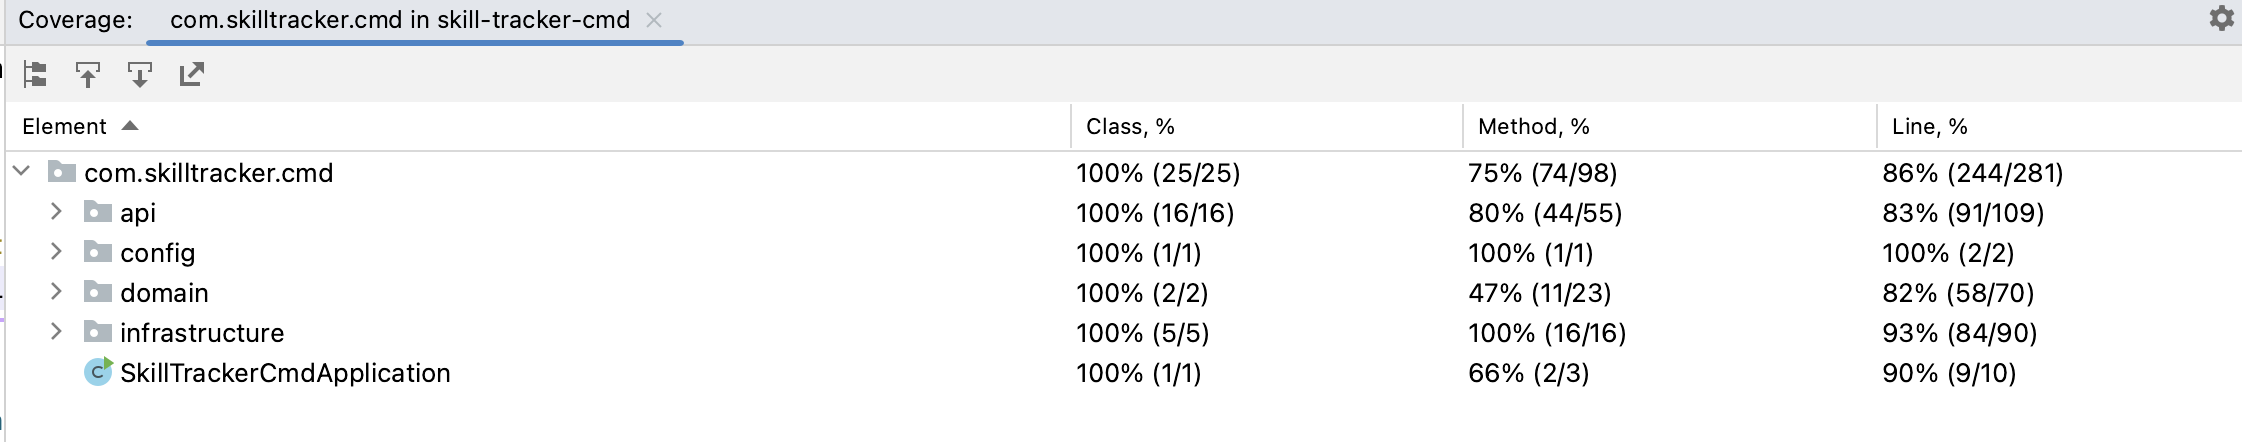 Coverage: com.skilltracker.cmd in skill-tracker-cmd
Element Class, % Method, % Line, %
com.skilltracker.cmd 100% (25/25) 75% (74/98) 86% (244/281)
api 100% (16/16) 80% (44/55) 83% (91/109)
config 100% (1/1) 100% (1/1) 100% (2/2)
domain 100% (2/2) 47% (11/23) 82% (58/70)
infrastructure 100% (5/5) 100% (16/16) 93% (84/90)
C SkillTrackerCmdApplication 100% (1/1) 66% (2/3) 90% (9/10)